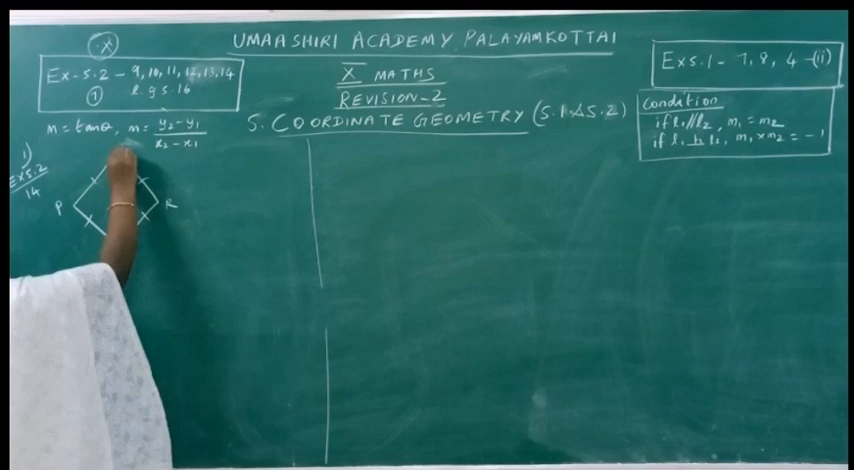 UMAASHIRI ACADEMY, PALAYAMKOTTAI
X MATHS
REVISION-2
5. COORDINATE GEOMETRY (5.1 & 5.2)
Ex-5.2 - 9, 10, 11, 12, 13, 14
① e.g 5.16
m = tanθ, m = y₂ - y₁ / x₂ - x₁
1)
Ex 5.2
14
P
R
Ex 5.1 - 7, 8, 4 -(ii)
Condition
if l₁ // l₂, m₁ = m₂
if l₁ ⊥ l₂, m₁ × m₂ = -1